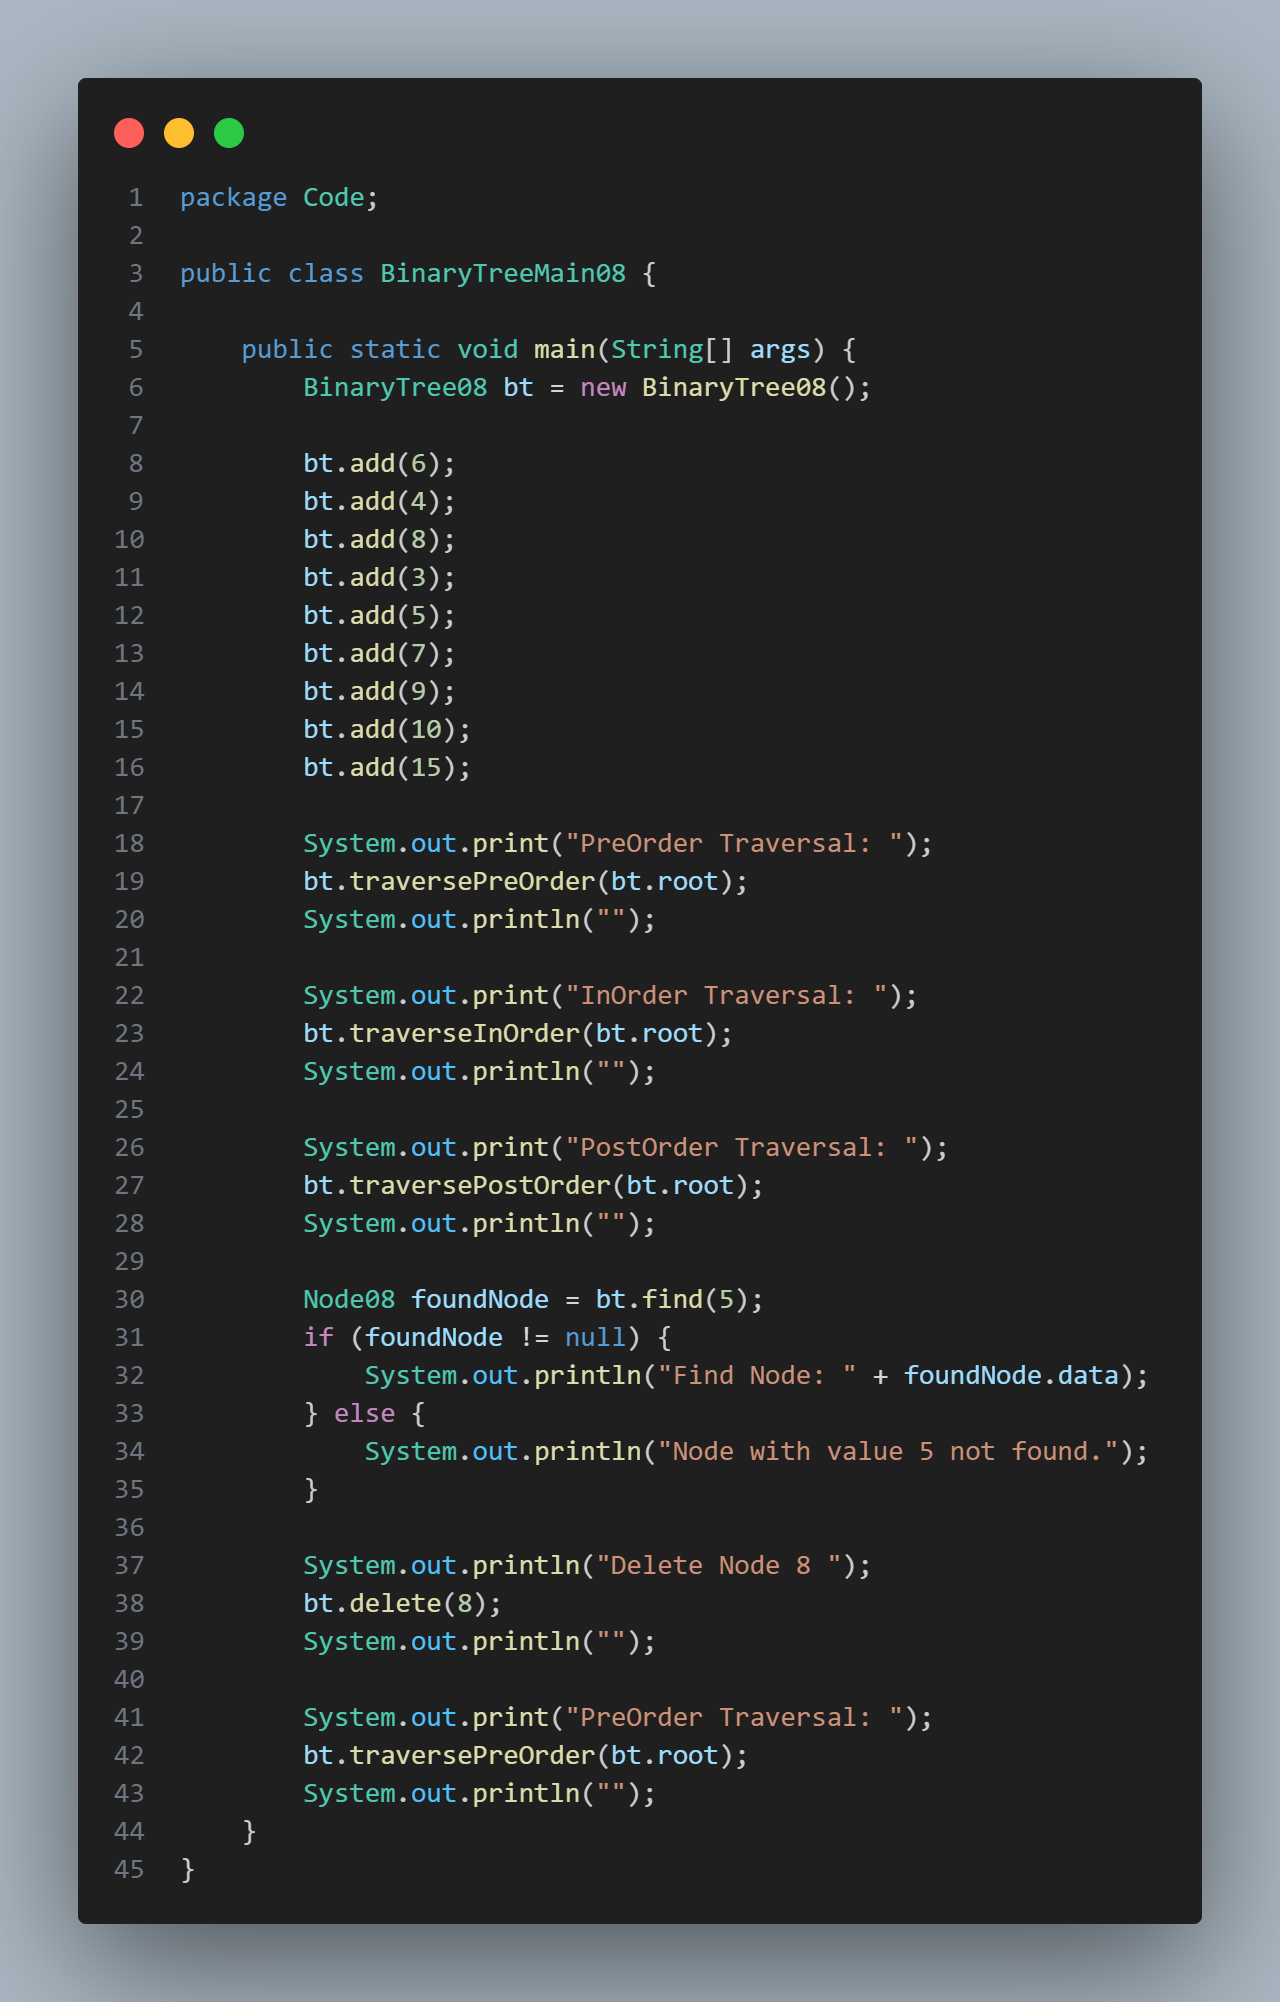 1 package Code;
2
3 public class BinaryTreeMain08 {
4
5     public static void main(String[] args) {
6         BinaryTree08 bt = new BinaryTree08();
7
8         bt.add(6);
9         bt.add(4);
10         bt.add(8);
11         bt.add(3);
12         bt.add(5);
13         bt.add(7);
14         bt.add(9);
15         bt.add(10);
16         bt.add(15);
17
18         System.out.print("PreOrder Traversal: ");
19         bt.traversePreOrder(bt.root);
20         System.out.println("");
21
22         System.out.print("InOrder Traversal: ");
23         bt.traverseInOrder(bt.root);
24         System.out.println("");
25
26         System.out.print("PostOrder Traversal: ");
27         bt.traversePostOrder(bt.root);
28         System.out.println("");
29
30         Node08 foundNode = bt.find(5);
31         if (foundNode != null) {
32             System.out.println("Find Node: " + foundNode.data);
33         } else {
34             System.out.println("Node with value 5 not found.");
35         }
36
37         System.out.println("Delete Node 8 ");
38         bt.delete(8);
39         System.out.println("");
40
41         System.out.print("PreOrder Traversal: ");
42         bt.traversePreOrder(bt.root);
43         System.out.println("");
44     }
45 }